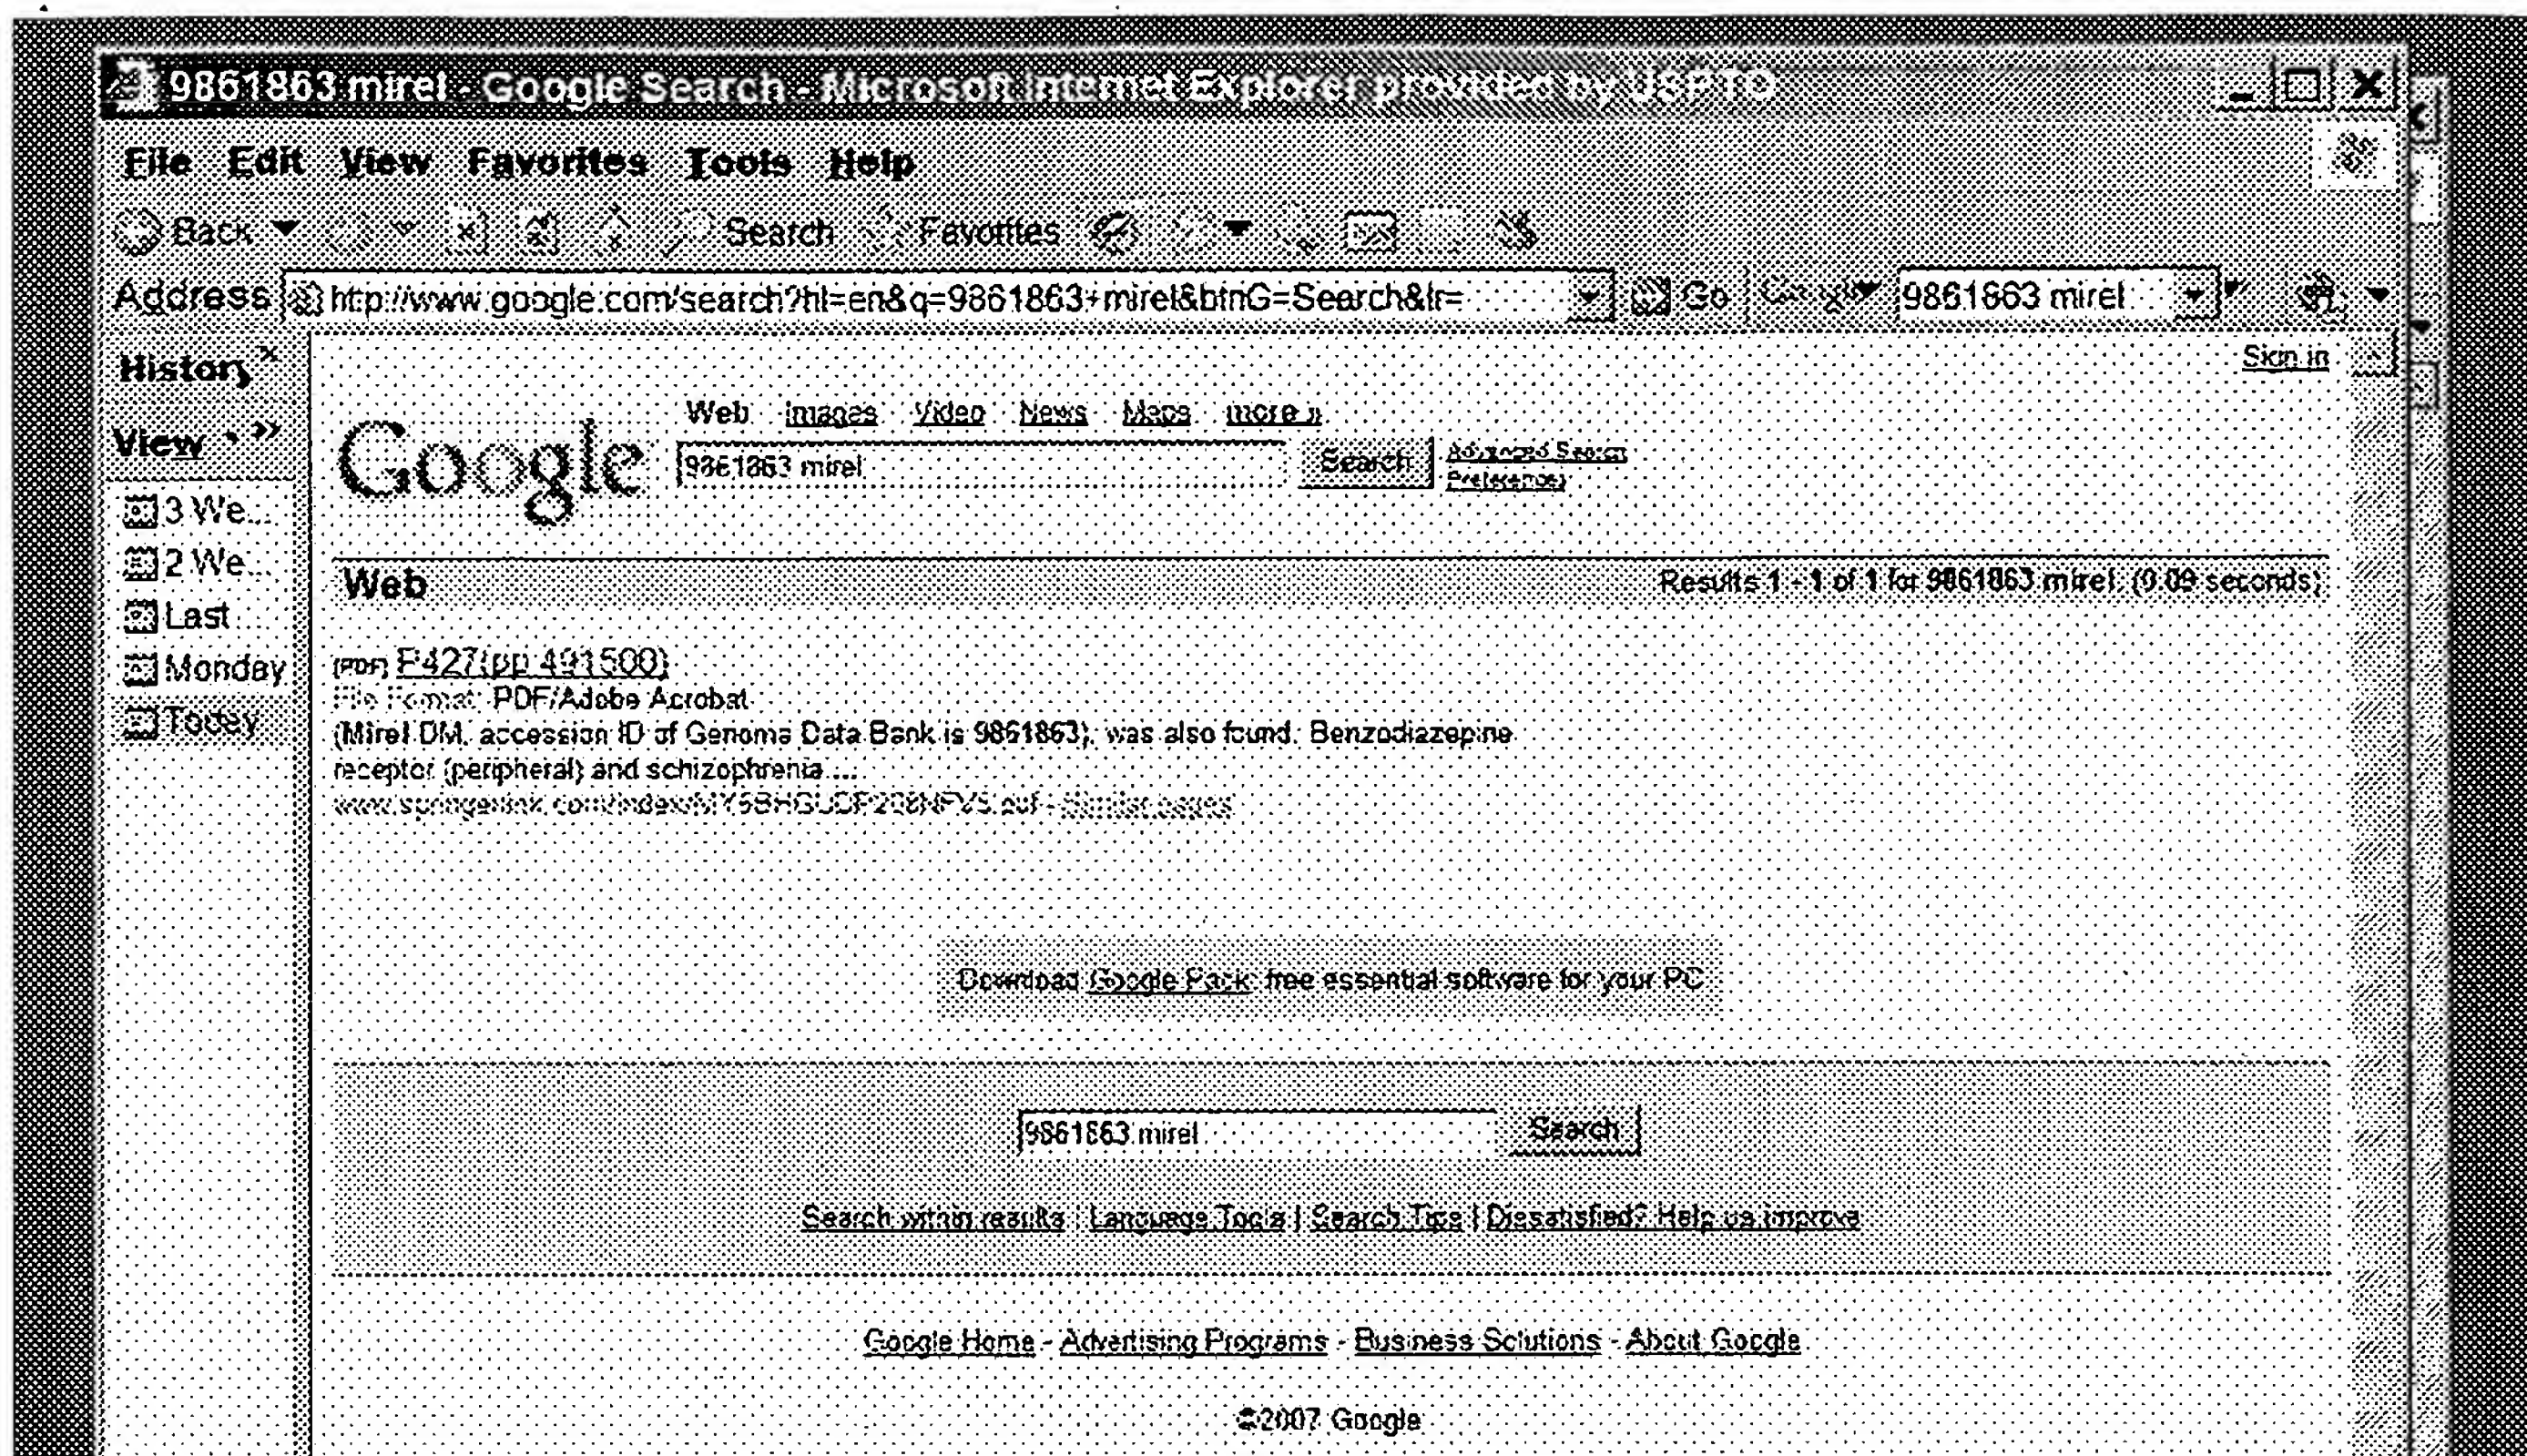 9861863 mirel - Google Search - Microsoft Internet Explorer provided by USPTO
File Edit View Favorites Tools Help
Back Search Favorites
Address http://www.google.com/search?hl=en&q=9861863+mirel&btnG=Search&lr= Go Google 9861863 mirel
History
View
Sign in
Web Images Video News Maps more »
Google 9861863 mirel Search Advanced Search
Preferences
3 We...
2 We...
Last
Monday
Today
Web Results 1 - 1 of 1 for 9861863 mirel. (0.09 seconds)
[PDF] P427(pp.491500)
File Format: PDF/Adobe Acrobat
(Mirel DM, accession ID of Genome Data Bank is 9861863), was also found. Benzodiazepine
receptor (peripheral) and schizophrenia ...
Similar pages
Download Google Pack: free essential software for your PC
9861863 mirel Search
Search within results | Language Tools | Search Tips | Dissatisfied? Help us improve
Google Home - Advertising Programs - Business Solutions - About Google
©2007 Google